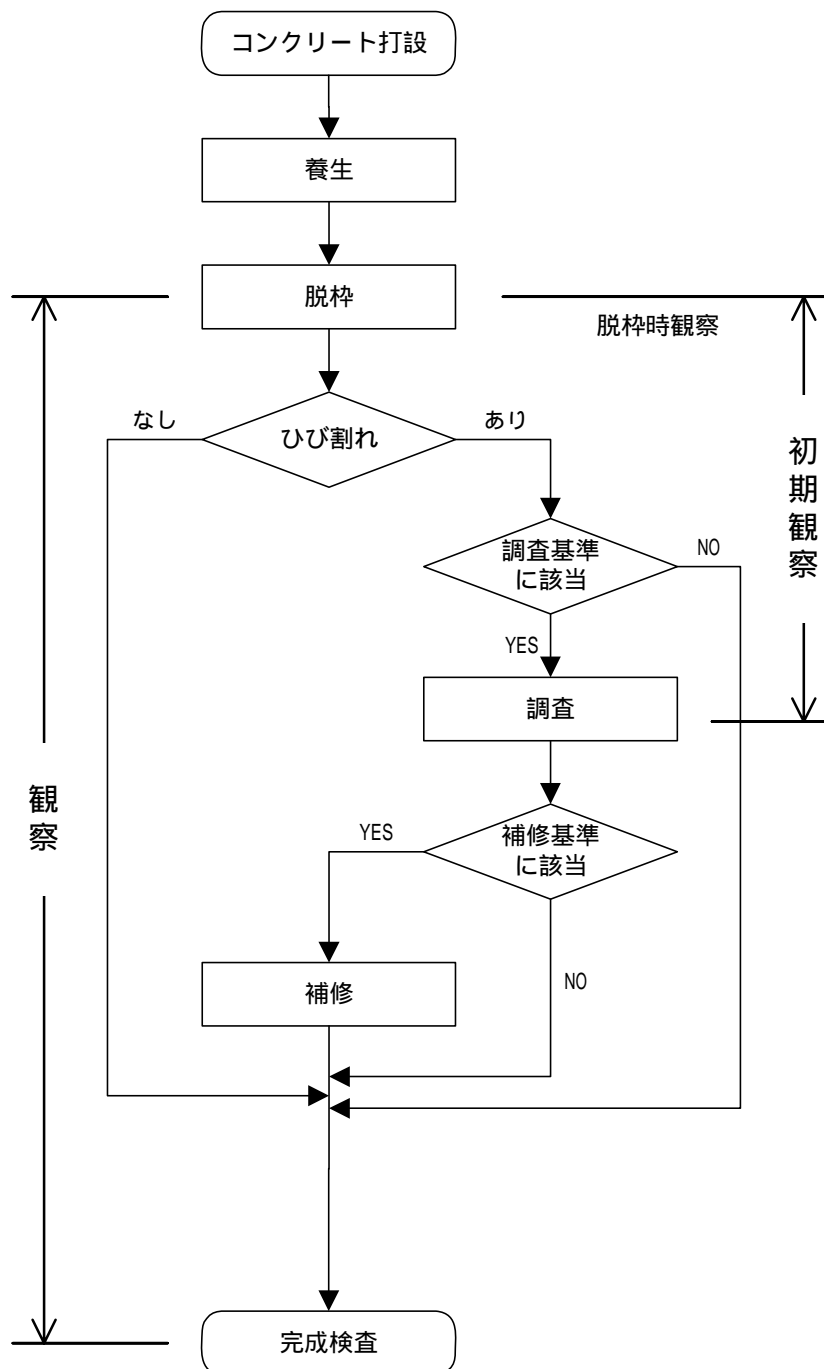 コンクリート打設
養生
脱枠
脱枠時観察
なし
ひび割れ
あり
初期観察
調査基準
に該当
NO
YES
調査
観察
YES
補修基準
に該当
補修
NO
完成検査